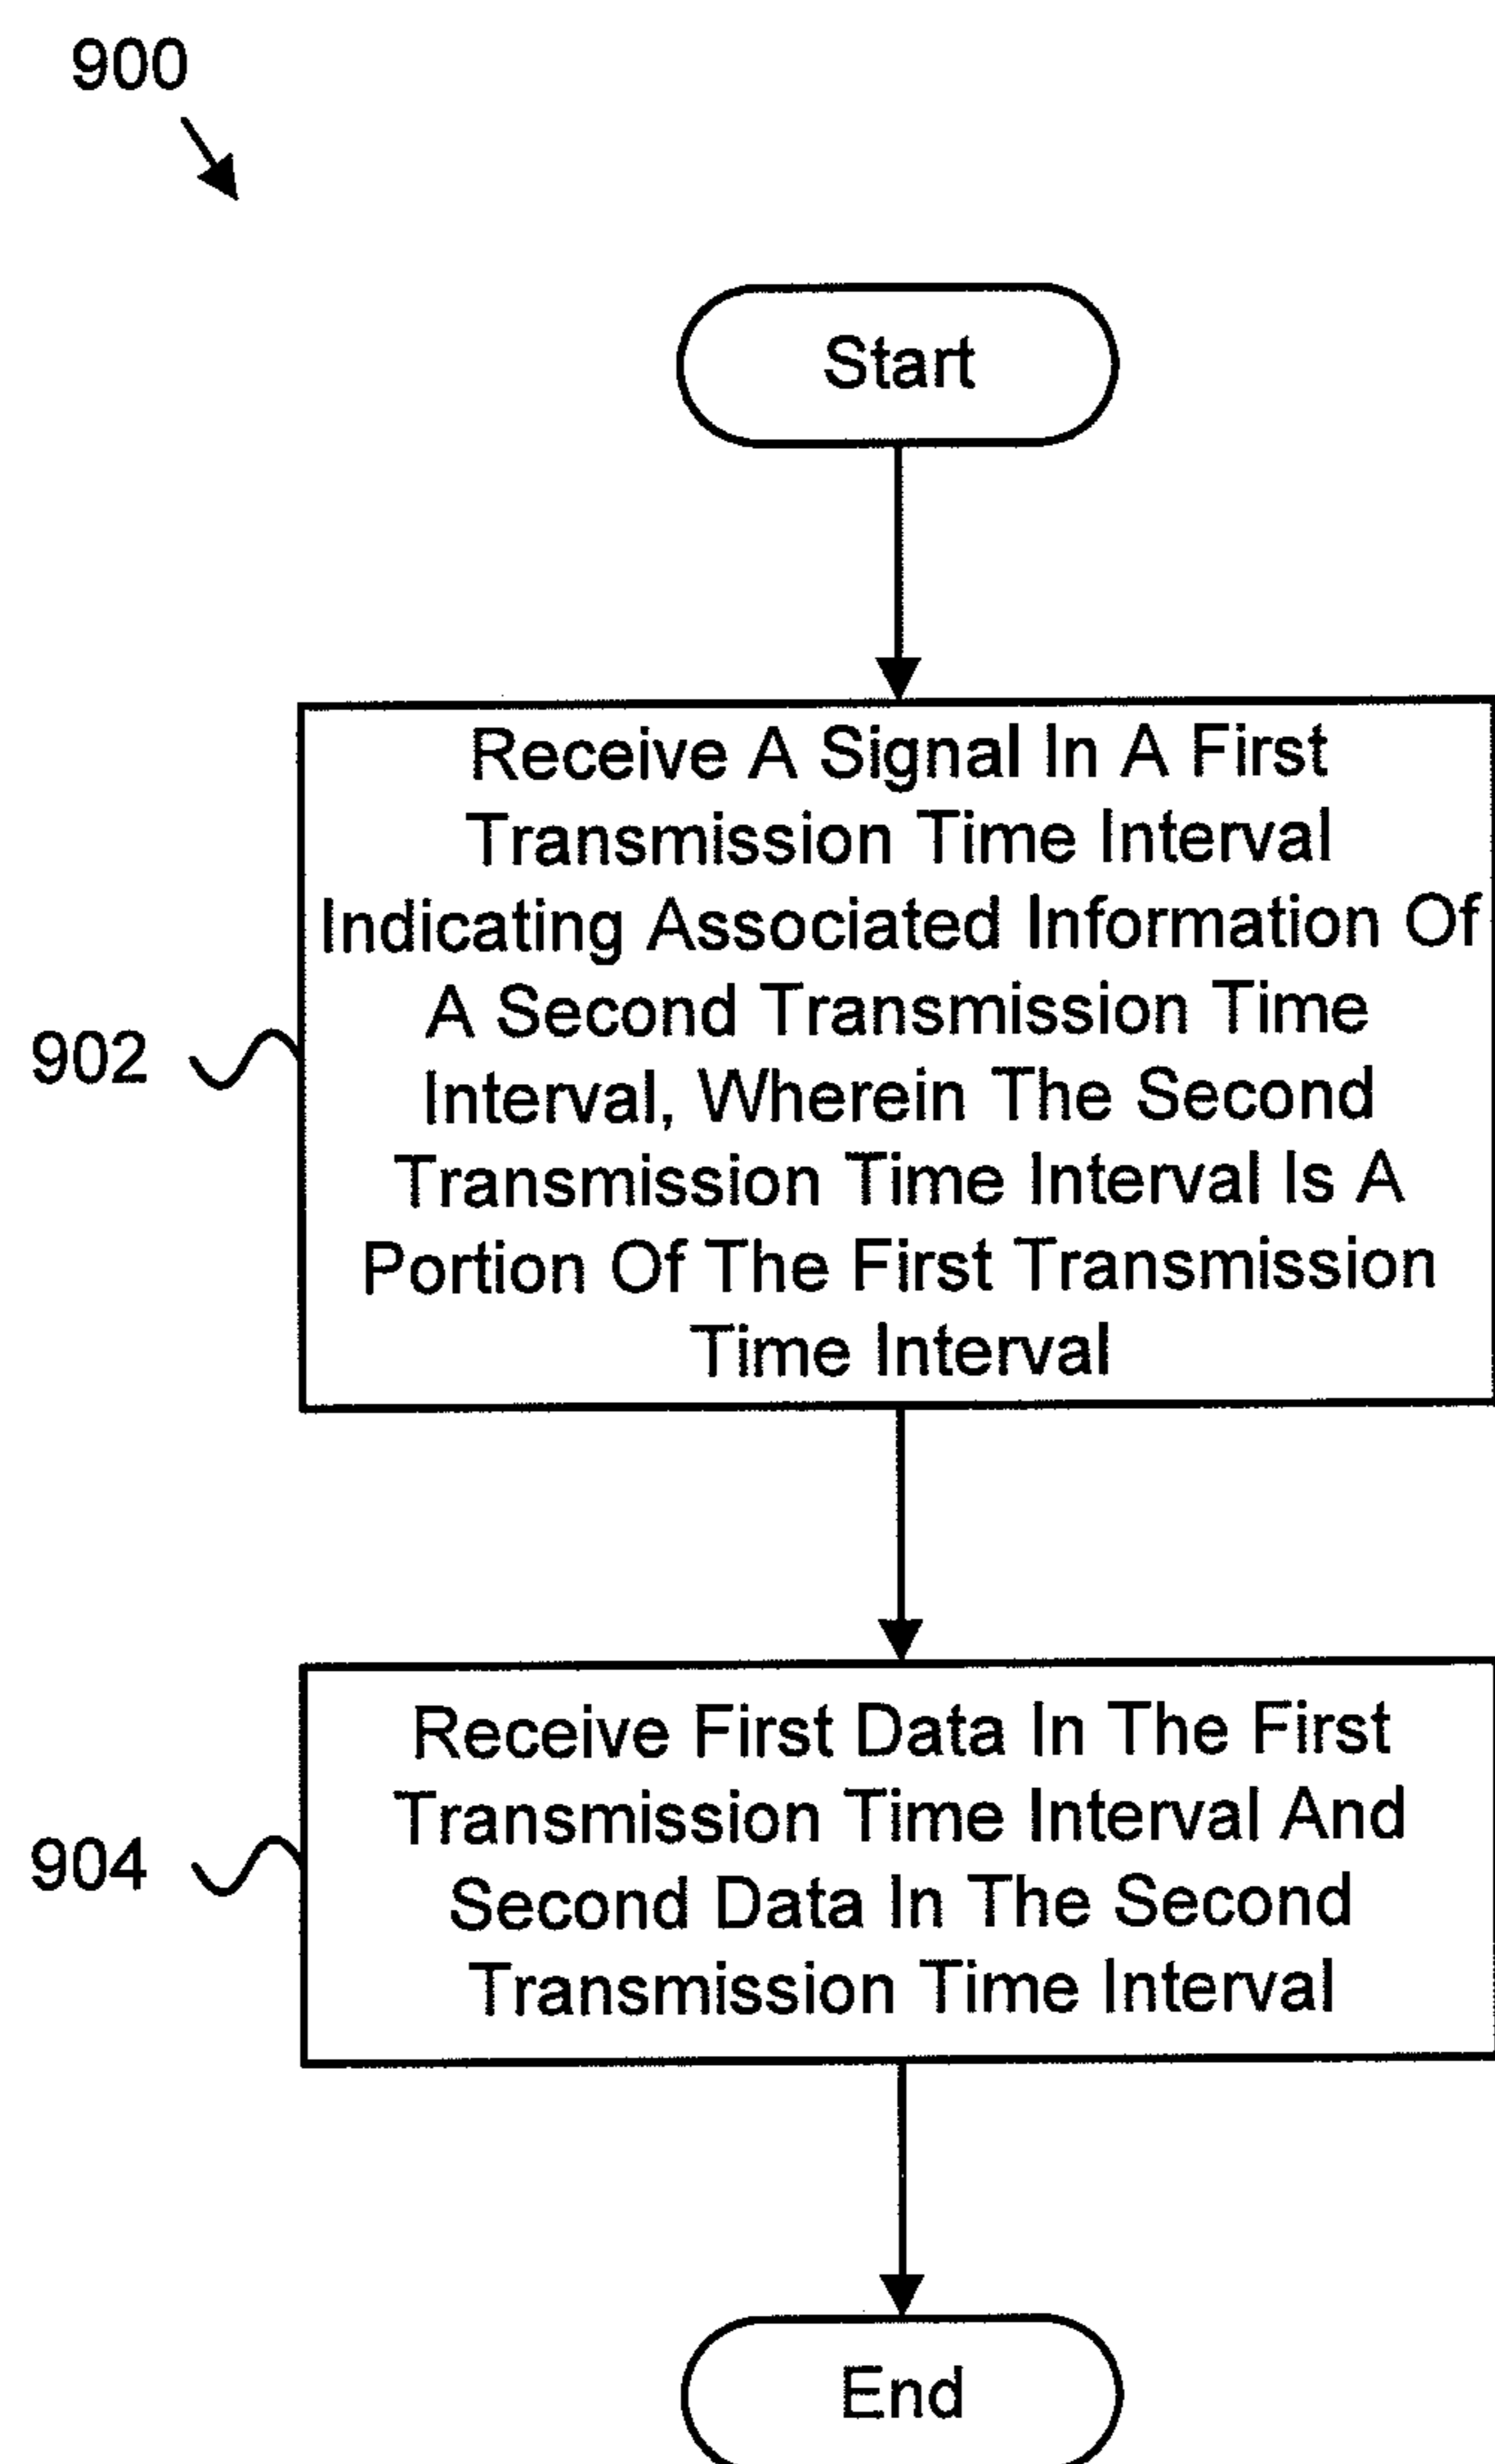 900
Start
902
Receive A Signal In A First
Transmission Time Interval
Indicating Associated Information Of
A Second Transmission Time
Interval, Wherein The Second
Transmission Time Interval Is A
Portion Of The First Transmission
Time Interval
904
Receive First Data In The First
Transmission Time Interval And
Second Data In The Second
Transmission Time Interval
End